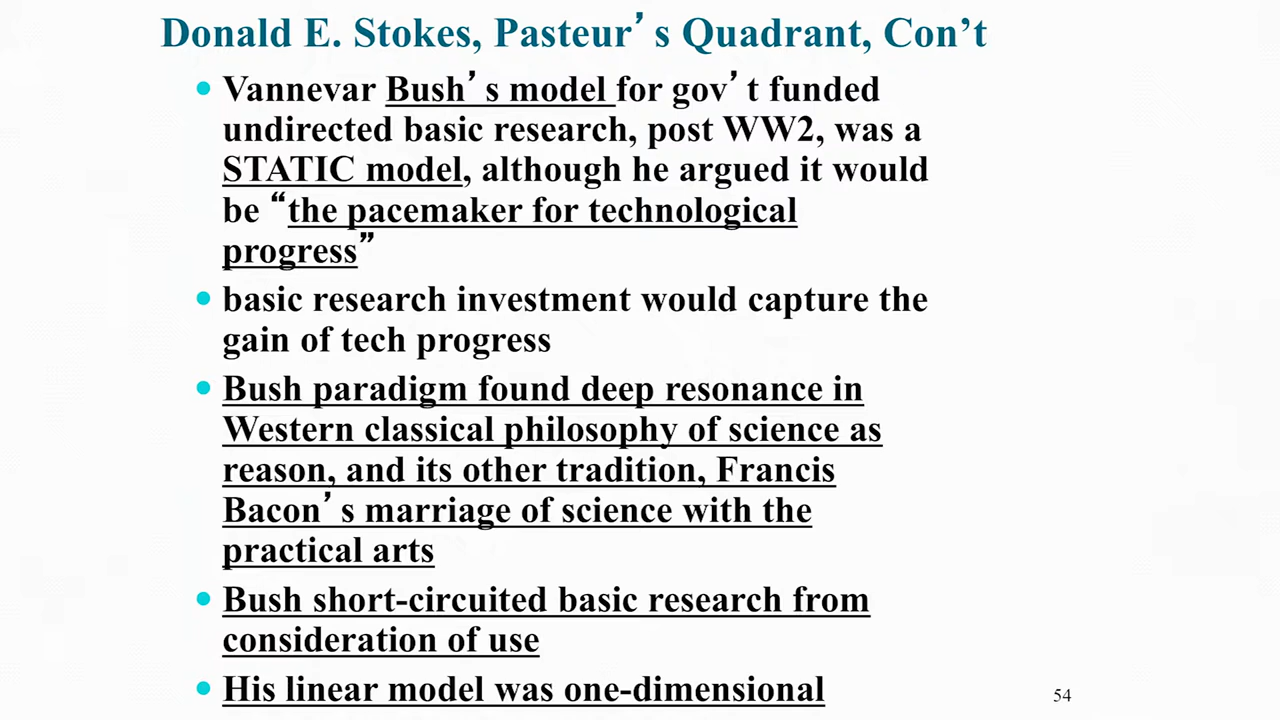 Donald E. Stokes, Pasteur’s Quadrant, Con’t
• Vannevar Bush’s model for gov’t funded
undirected basic research, post WW2, was a
STATIC model, although he argued it would
be “the pacemaker for technological
progress”
• basic research investment would capture the
gain of tech progress
• Bush paradigm found deep resonance in
Western classical philosophy of science as
reason, and its other tradition, Francis
Bacon’s marriage of science with the
practical arts
• Bush short-circuited basic research from
consideration of use
• His linear model was one-dimensional
54